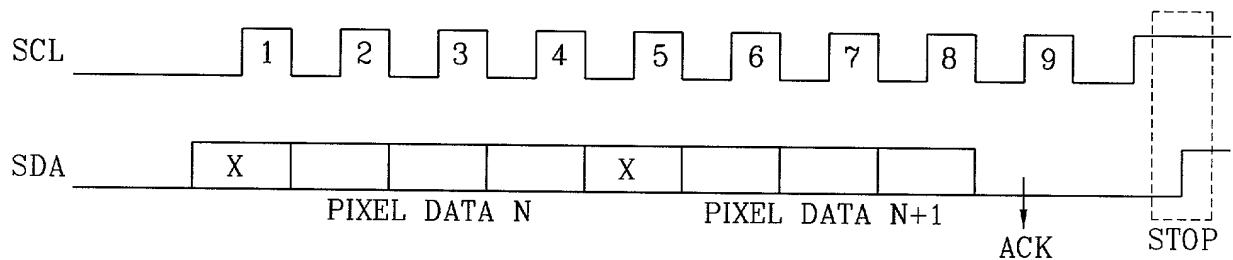 SCL 1 2 3 4 5 6 7 8 9
SDA X X
PIXEL DATA N PIXEL DATA N+1
ACK STOP